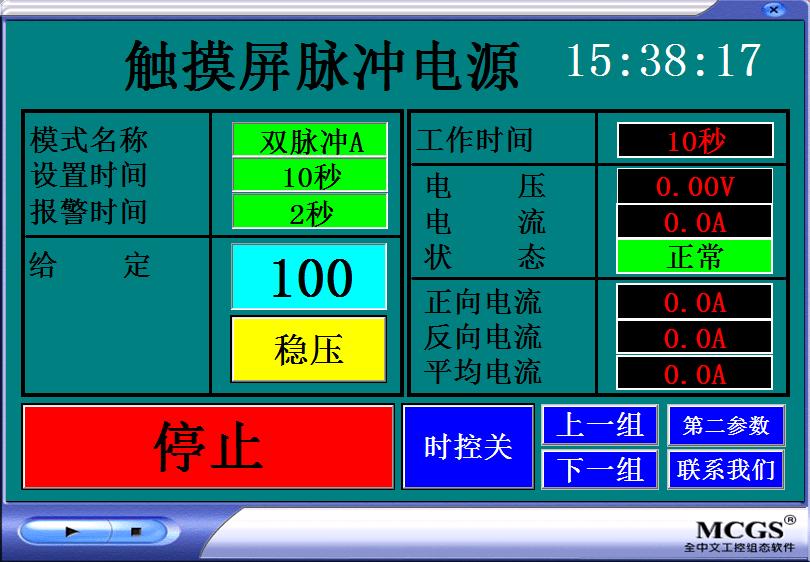 触摸屏脉冲电源 15:38:17
模式名称 双脉冲A
设置时间 10秒
报警时间 2秒
给 定 100
稳压
工作时间 10秒
电 压 0.00V
电 流 0.0A
状 态 正常
正向电流 0.0A
反向电流 0.0A
平均电流 0.0A
停止
时控关
上一组
第二参数
下一组
联系我们
MCGS®
全中文工控组态软件